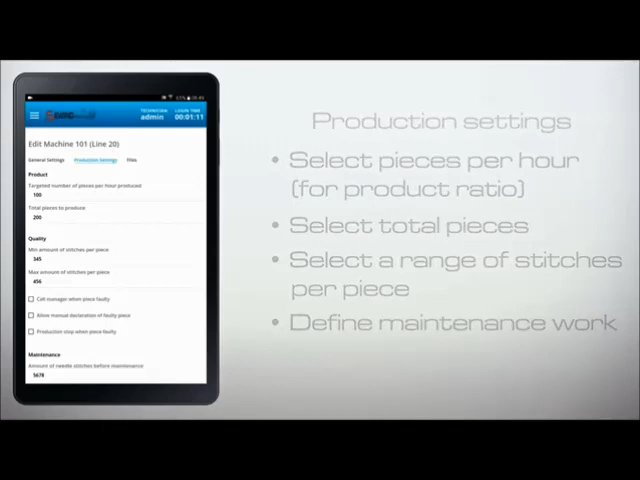 65% 08:49
TECHNICIAN
admin
LOGIN TIME
00:01:11
Edit Machine 101 (Line 20)
General Settings Production Settings Files
Product
Targeted number of pieces per hour produced
100
Total pieces to produce
200
Quality
Min amount of stitches per piece
345
Max amount of stitches per piece
456
Call manager when piece faulty
Allow manual declaration of faulty piece
Production stop when piece faulty
Maintenance
Amount of needle stitches before maintenance
5678
Production settings
• Select pieces per hour
(for product ratio)
• Select total pieces
• Select a range of stitches
per piece
• Define maintenance work